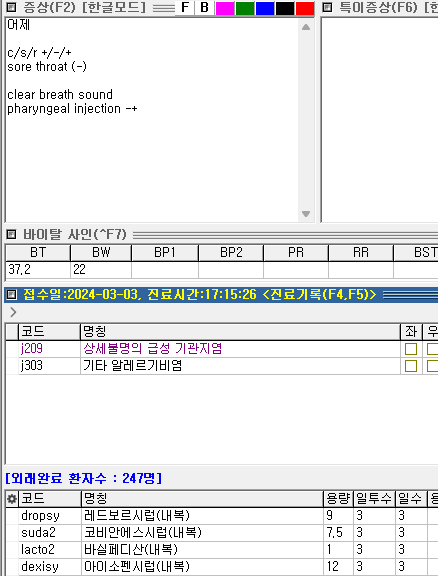 증상(F2) [한글모드] F B 특이증상(F6) [한
어제
c/s/r +/-/+
sore throat (-)
clear breath sound
pharyngeal injection -+
바이탈 사인(^F7)
BT BW BP1 BP2 PR RR BST
37.2 22
접수일:2024-03-03, 진료시간:17:15:26 <진료기록(F4,F5)>
>
코드 명칭 좌 우
j209 상세불명의 급성 기관지염
j303 기타 알레르기비염
[외래완료 환자수 : 247명]
코드 명칭 용량 일투수 일수 용
dropsy 레드보르시럽(내복) 9 3 3
suda2 코비안에스시럽(내복) 7.5 3 3
lacto2 바실페디산(내복) 1 3 3
dexisy 아이소펜시럽(내복) 12 3 3